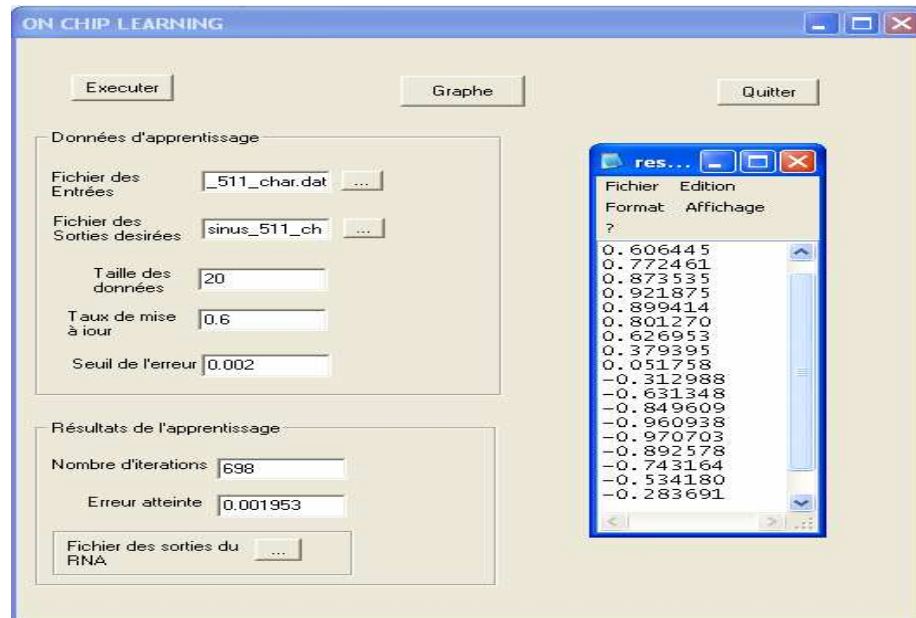 ON CHIP LEARNING
Executer
Graphe
Quitter
Données d'apprentissage
Fichier des
Entrées
_511_char.dat
...
Fichier des
Sorties desirées
sinus_511_ch
...
Taille des
données
20
Taux de mise
à iour
0.6
Seuil de l'erreur
0.002
Résultats de l'apprentissage
Nombre d'iterations
698
Erreur atteinte
0.001953
Fichier des sorties du
RNA
...
res...
Fichier Edition
Format Affichage
?
0.606445
0.772461
0.873535
0.921875
0.899414
0.801270
0.626953
0.379395
0.051758
-0.312988
-0.631348
-0.849609
-0.960938
-0.970703
-0.892578
-0.743164
-0.534180
-0.283691